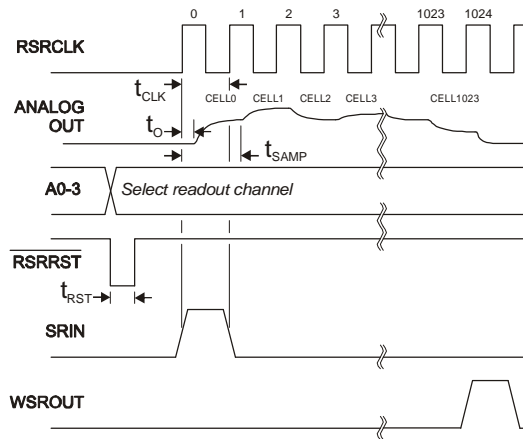 0 1 2 3 1023 1024
RSRCLK
tCLK
CELL0 CELL1 CELL2 CELL3 CELL1023
ANALOG
OUT
tO
tSAMP
A0-3 Select readout channel
RSRRST
tRST
SRIN
WSROUT